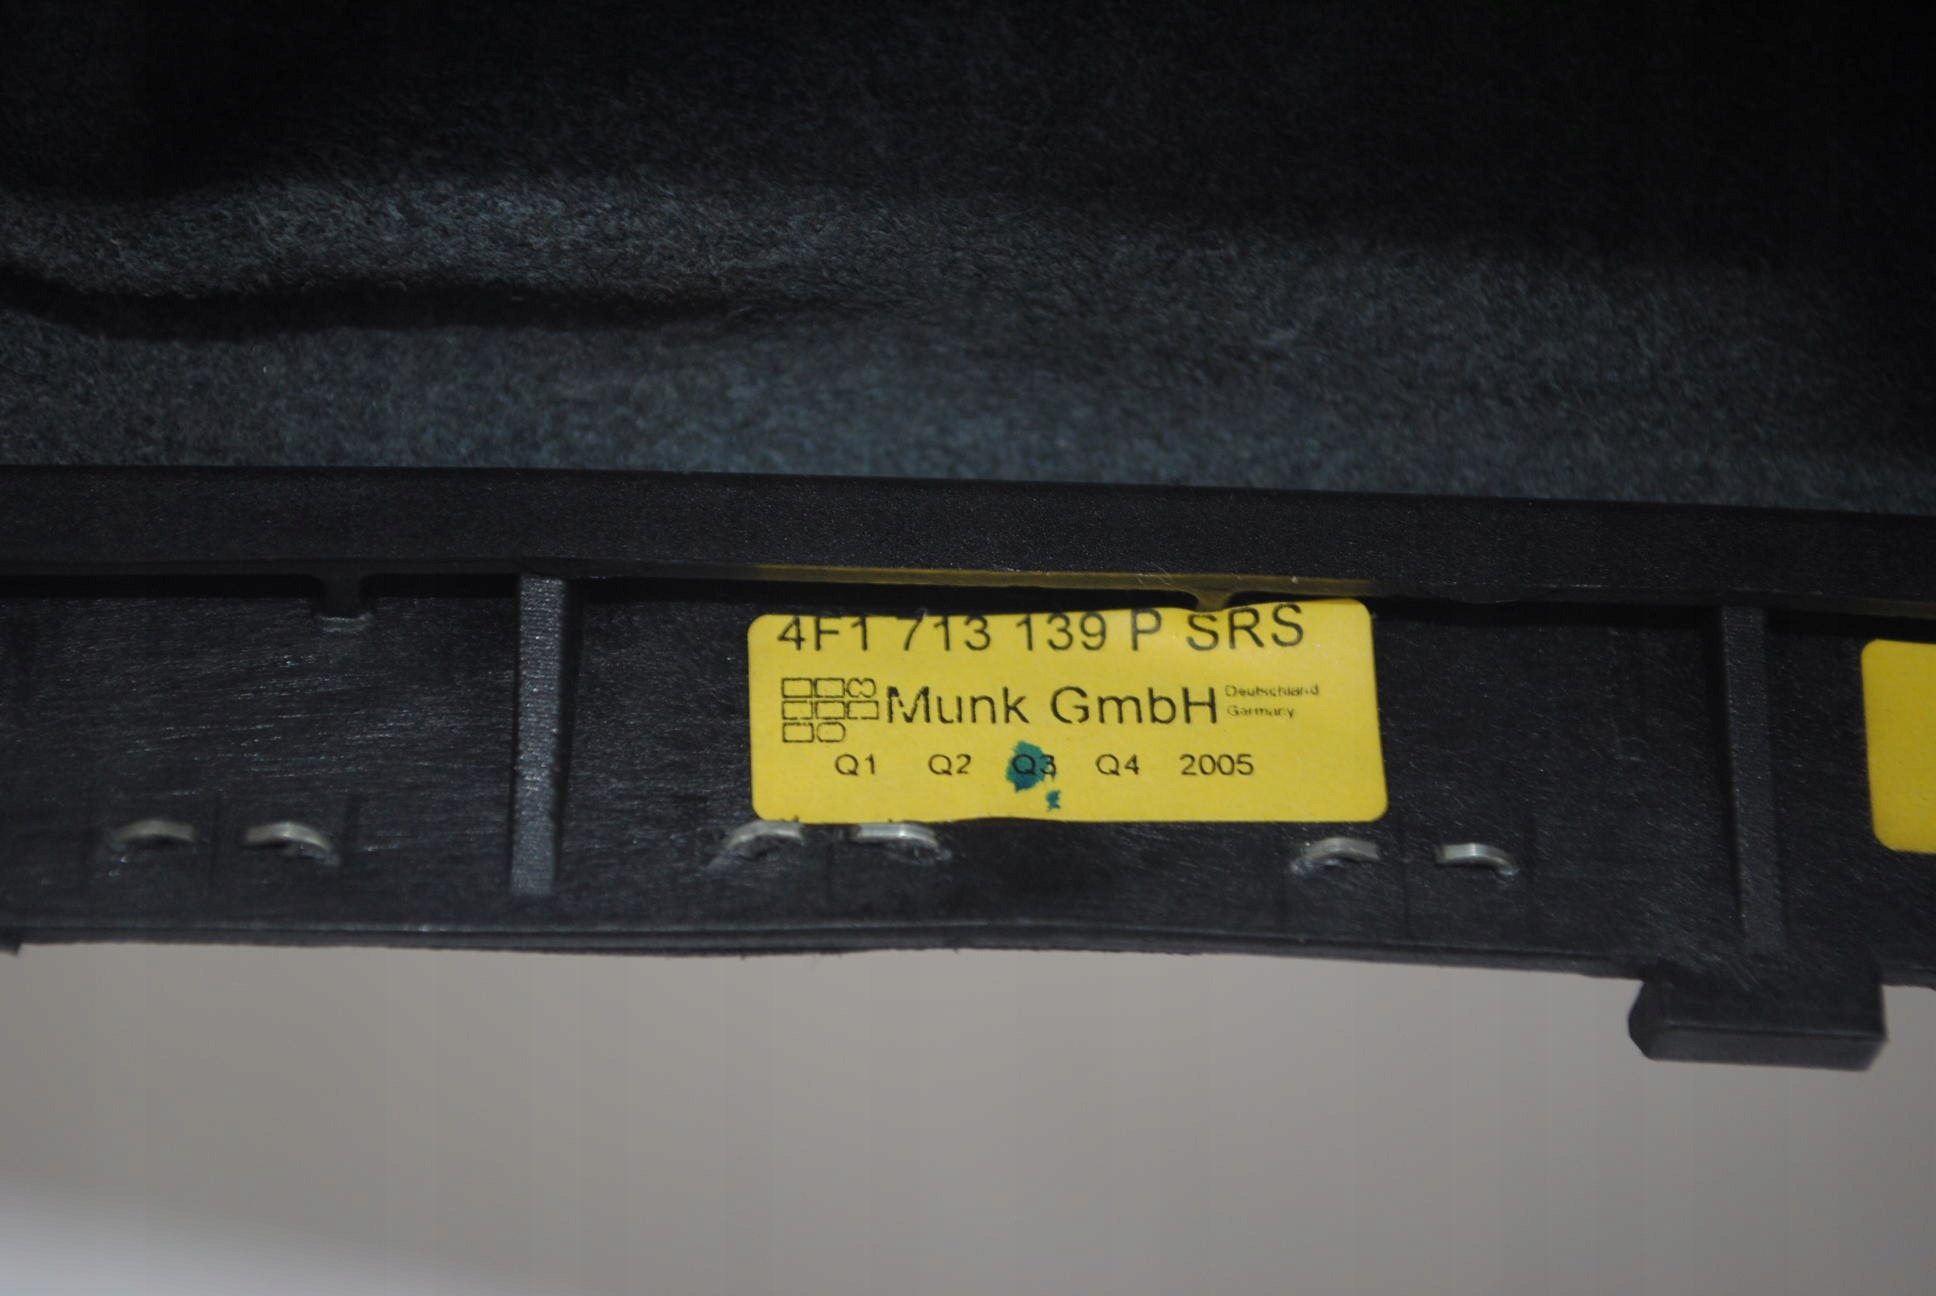 4F1 713 139 P SRS
Munk GmbH Deutschland
Germany
Q1 Q2 Q3 Q4 2005